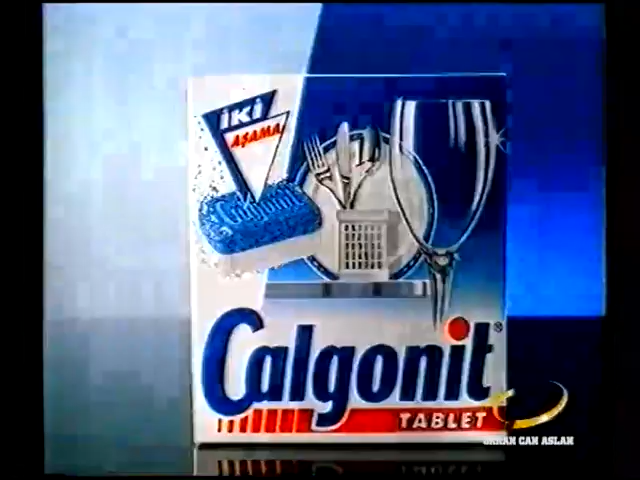 İKİ
AŞAMA
Calgonit
Calgonit®
TABLET
ORHAN CAN ASLAN